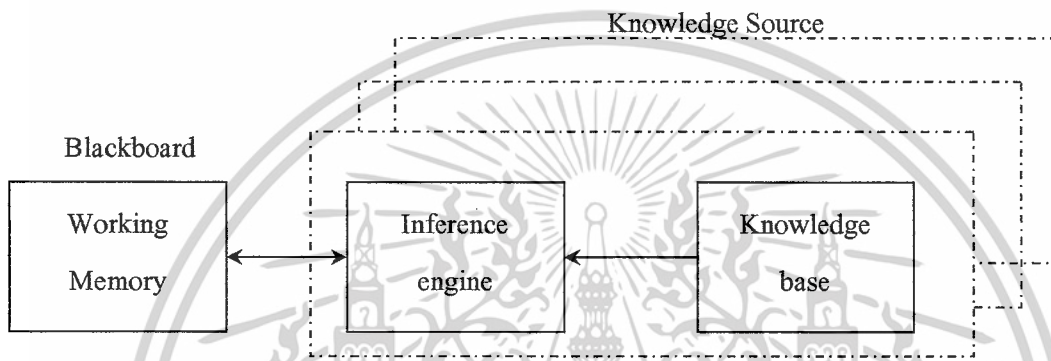 Knowledge Source
Blackboard
Working
Memory
Inference
engine
Knowledge
base